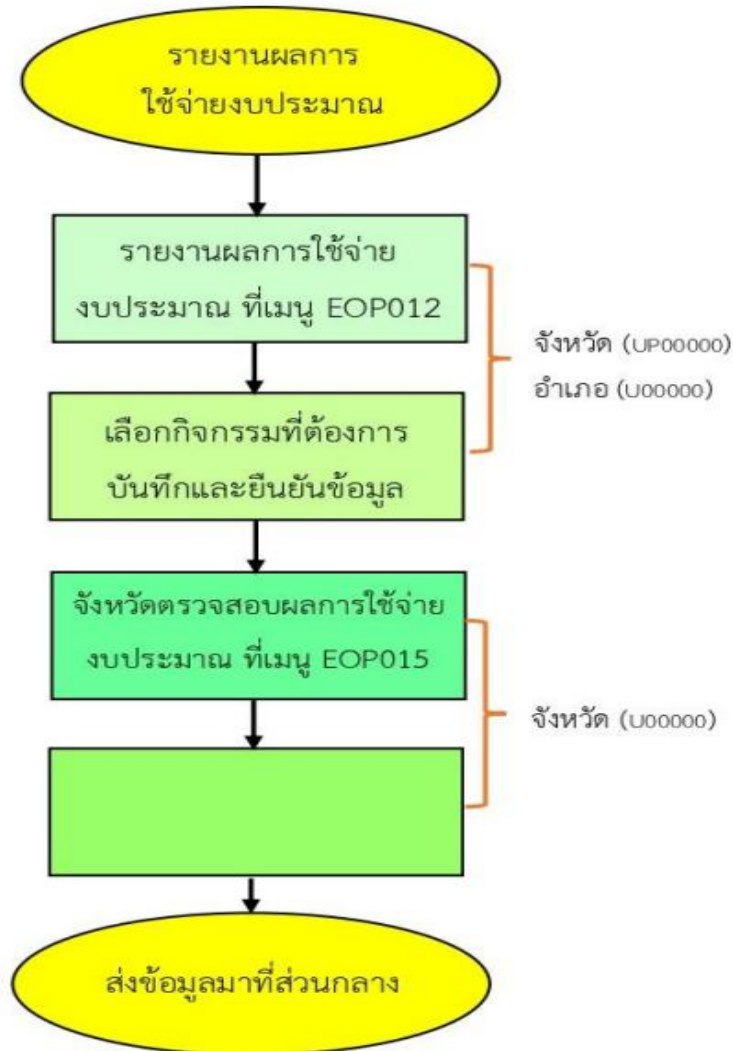 รายงานผลการ
ใช้จ่ายงบประมาณ
รายงานผลการใช้จ่าย
งบประมาณ ที่เมนู EOP012
จังหวัด (UP00000)
อำเภอ (U00000)
เลือกกิจกรรมที่ต้องการ
บันทึกและยืนยันข้อมูล
จังหวัดตรวจสอบผลการใช้จ่าย
งบประมาณ ที่เมนู EOP015
จังหวัด (U00000)
ส่งข้อมูลมาที่ส่วนกลาง